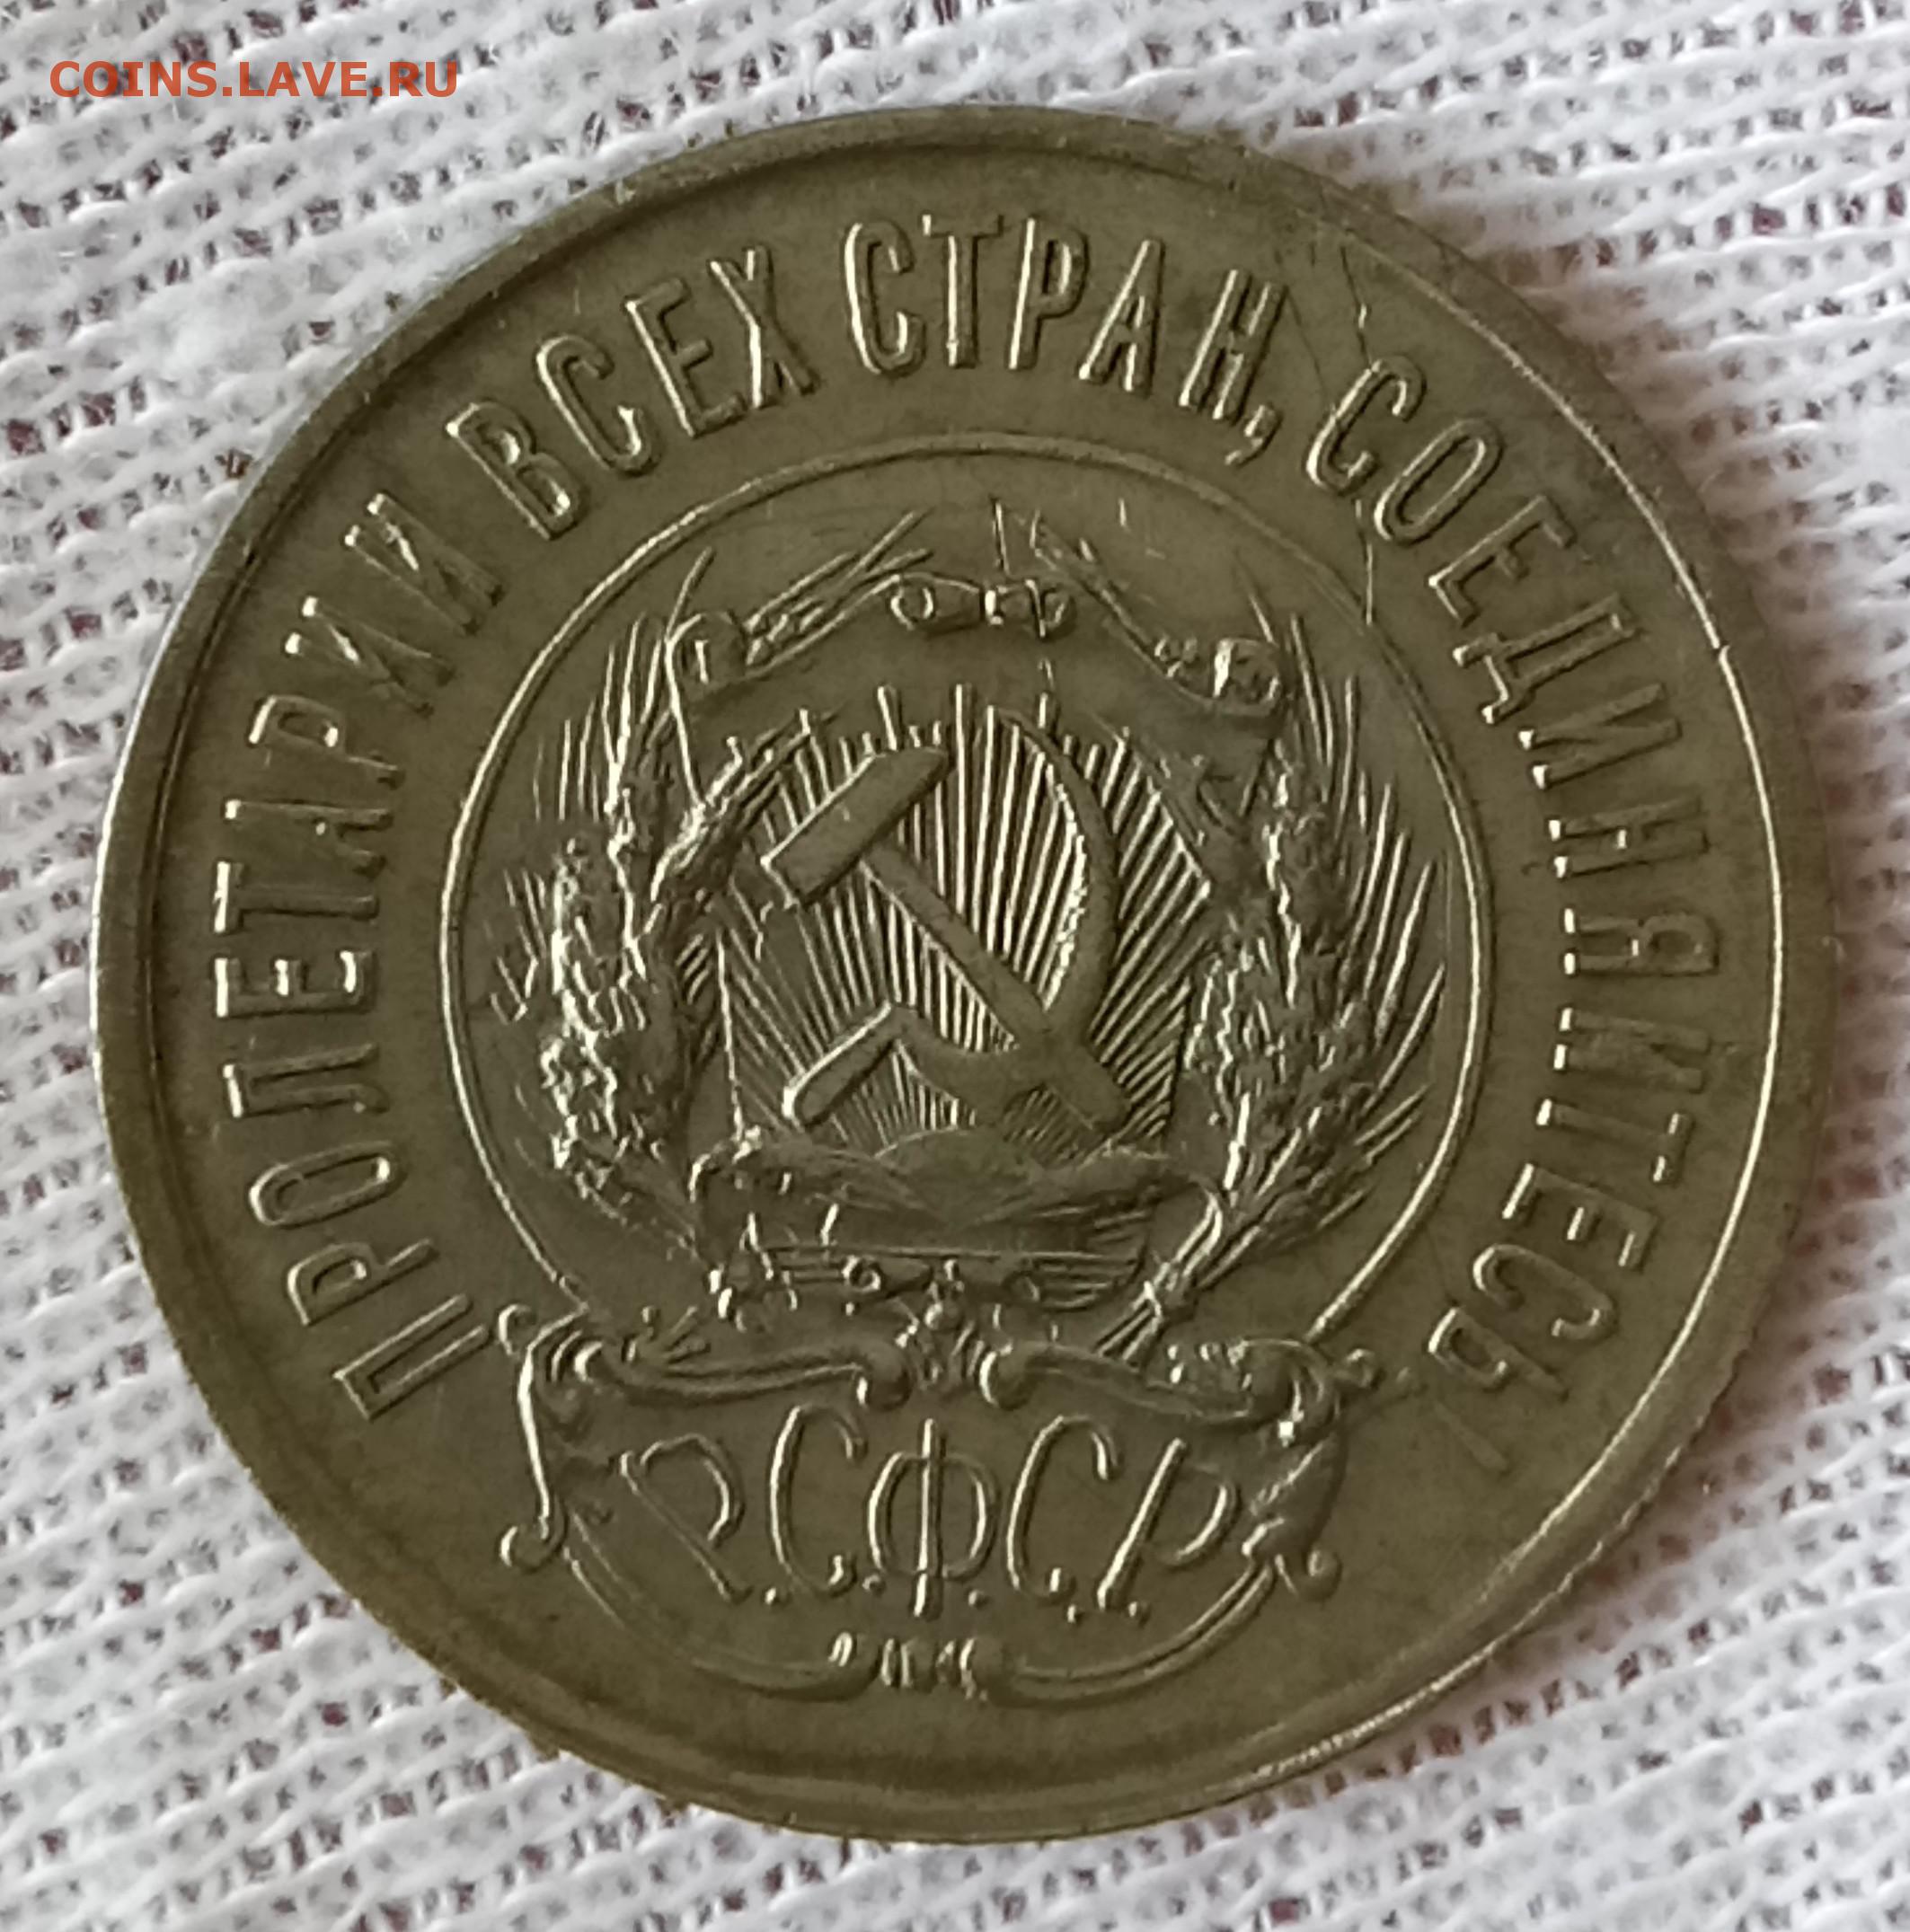 COINS.LAVE.RU
ПРОЛЕТАРИИ ВСЕХ СТРАН, СОЕДИНЯЙТЕСЬ
Р.С.Ф.С.Р.